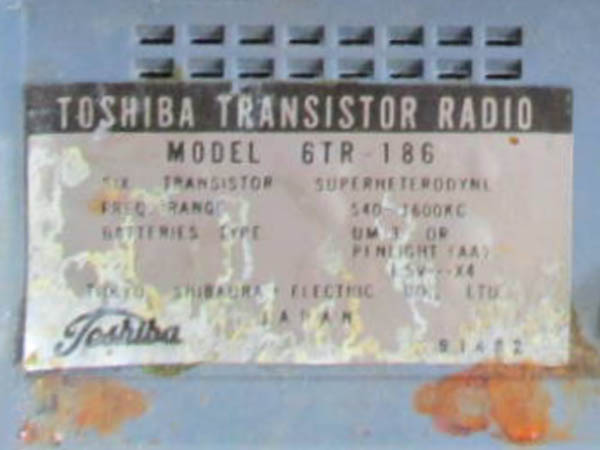 TOSHIBA TRANSISTOR RADIO
MODEL 6TR-186
SIX TRANSISTOR SUPERHETERODYNE
FREQ. RANGE 540-1600KC
BATTERIES TYPE UM-3 OR
PENLIGHT (AA)
1.5V---X4
TOKYO SHIBAURA ELECTRIC CO., LTD.
JAPAN
Toshiba